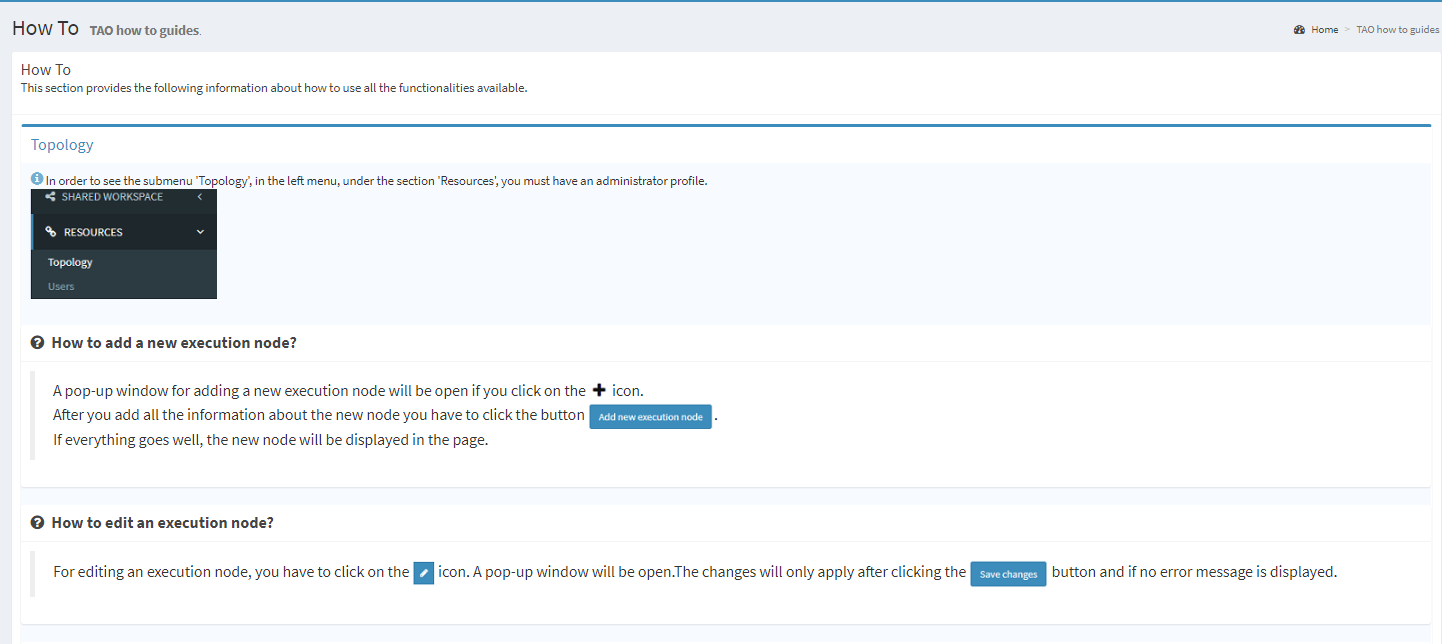 How To TAO how to guides.
Home > TAO how to guides
How To
This section provides the following information about how to use all the functionalities available.
Topology
In order to see the submenu 'Topology', in the left menu, under the section 'Resources', you must have an administrator profile.
SHARED WORKSPACE
RESOURCES
Topology
Users
How to add a new execution node?
A pop-up window for adding a new execution node will be open if you click on the icon.
After you add all the information about the new node you have to click the button Add new execution node .
If everything goes well, the new node will be displayed in the page.
How to edit an execution node?
For editing an execution node, you have to click on the icon. A pop-up window will be open.The changes will only apply after clicking the Save changes button and if no error message is displayed.